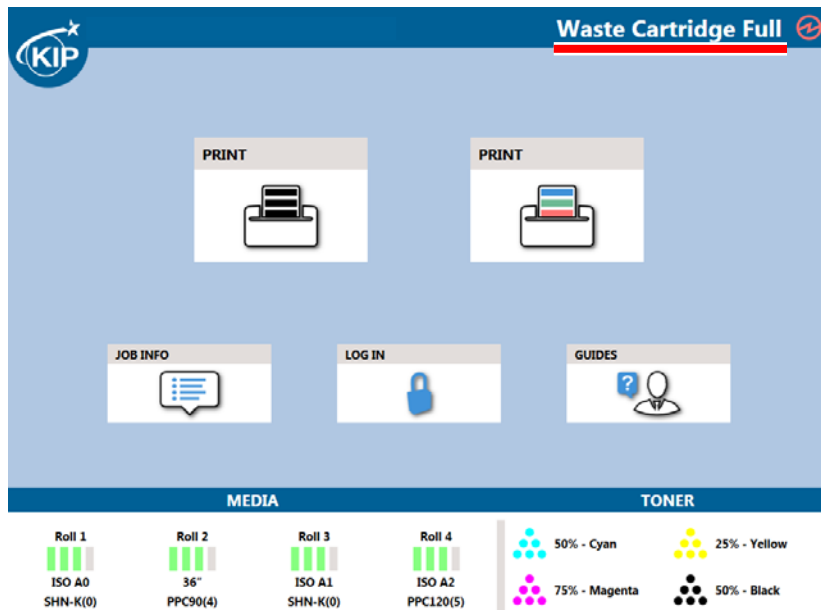 KIP
Waste Cartridge Full
PRINT
PRINT
JOB INFO
LOG IN
GUIDES
?
MEDIA
TONER
Roll 1
Roll 2
Roll 3
Roll 4
ISO A0
36"
ISO A1
ISO A2
SHN-K(0)
PPC90(4)
SHN-K(0)
PPC120(5)
50% - Cyan
25% - Yellow
75% - Magenta
50% - Black